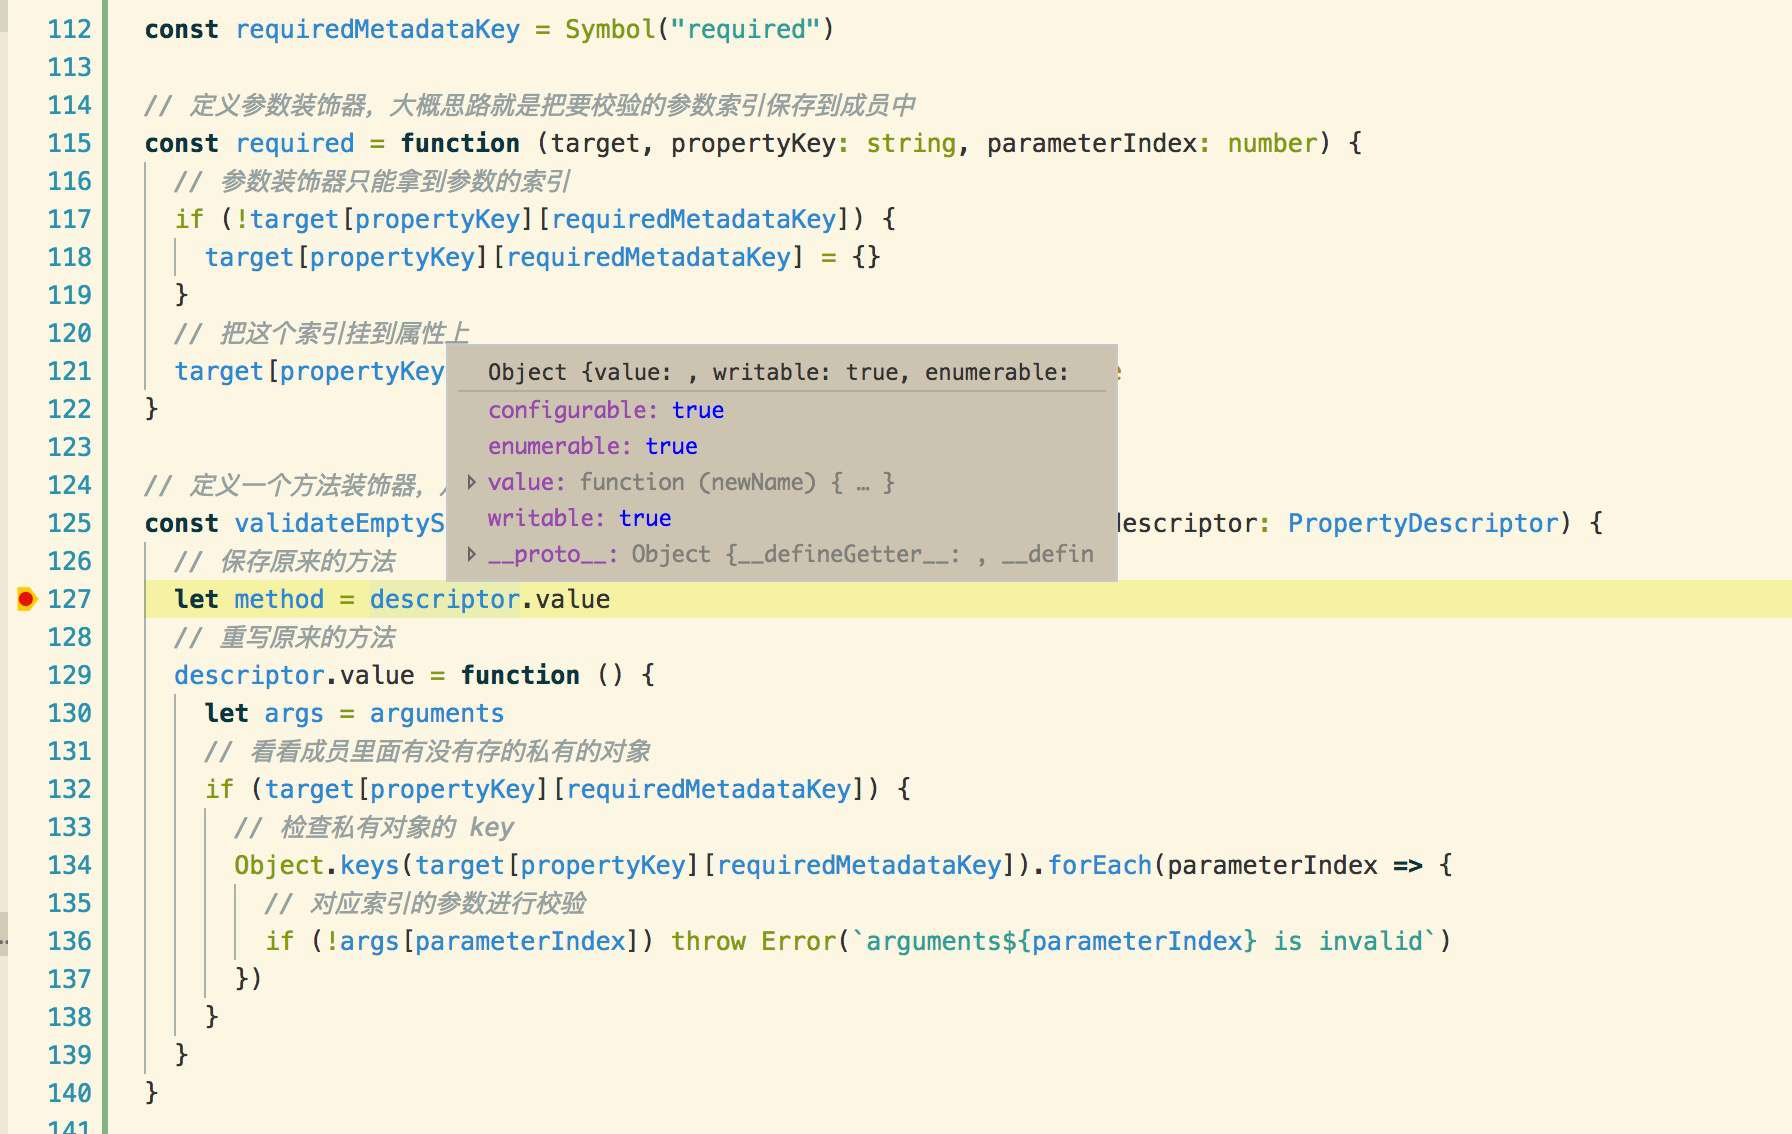 112 const requiredMetadataKey = Symbol("required")
113
114 // 定义参数装饰器，大概思路就是把要校验的参数索引保存到成员中
115 const required = function (target, propertyKey: string, parameterIndex: number) {
116 // 参数装饰器只能拿到参数的索引
117 if (!target[propertyKey][requiredMetadataKey]) {
118 target[propertyKey][requiredMetadataKey] = {}
119 }
120 // 把这个索引挂到属性上
121 target[propertyKey
122 }
123
124 // 定义一个方法装饰器，
125 const validateEmptyS descriptor: PropertyDescriptor) {
Object {value: , writable: true, enumerable:
configurable: true
enumerable: true
value: function (newName) { … }
writable: true
__proto__: Object {__defineGetter__: , __defin
126 // 保存原来的方法
127 let method = descriptor.value
128 // 重写原来的方法
129 descriptor.value = function () {
130 let args = arguments
131 // 看看成员里面有没有存的私有的对象
132 if (target[propertyKey][requiredMetadataKey]) {
133 // 检查私有对象的 key
134 Object.keys(target[propertyKey][requiredMetadataKey]).forEach(parameterIndex => {
135 // 对应索引的参数进行校验
136 if (!args[parameterIndex]) throw Error(`arguments${parameterIndex} is invalid`)
137 })
138 }
139 }
140 }
141